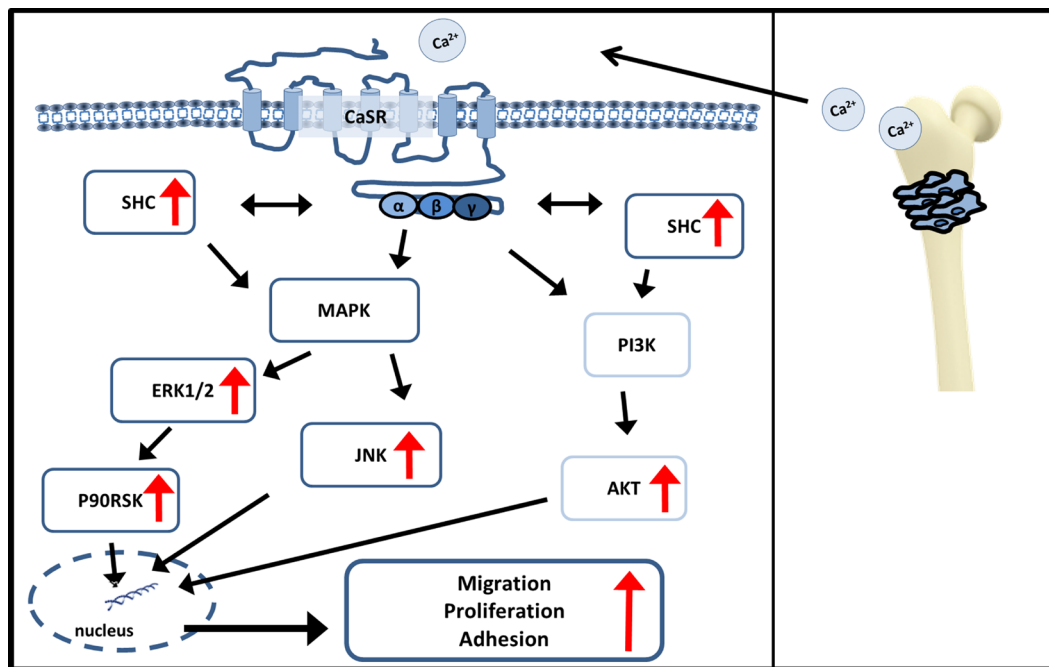 Ca²⁺
Ca²⁺
Ca²⁺
CaSR
SHC
α β γ
SHC
MAPK
PI3K
ERK1/2
JNK
P90RSK
AKT
nucleus
Migration
Proliferation
Adhesion